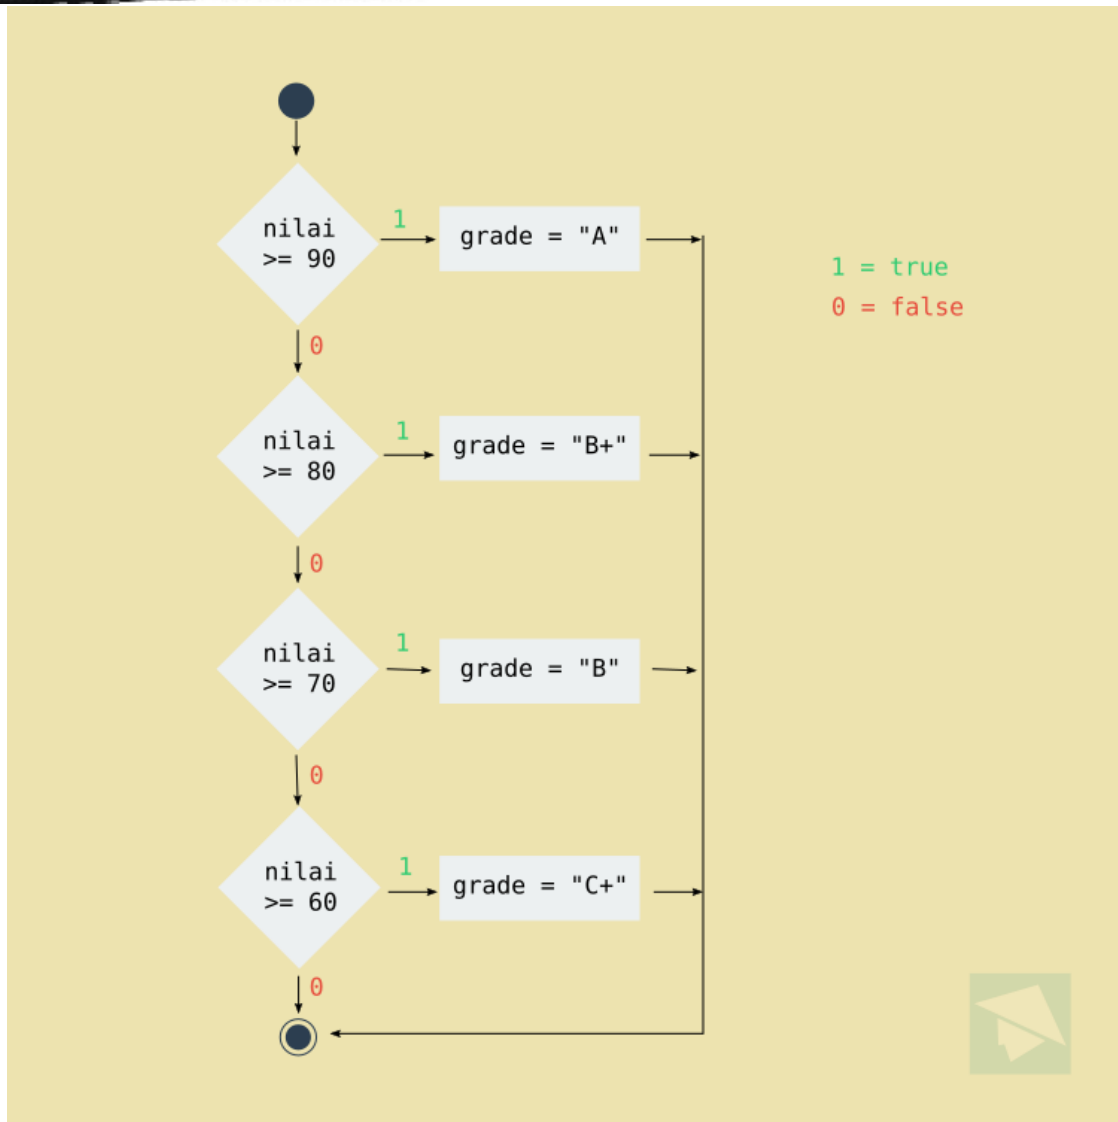 nilai
>= 90
1
grade = "A"
1 = true
0 = false
0
nilai
>= 80
1
grade = "B+"
0
nilai
>= 70
1
grade = "B"
0
nilai
>= 60
1
grade = "C+"
0